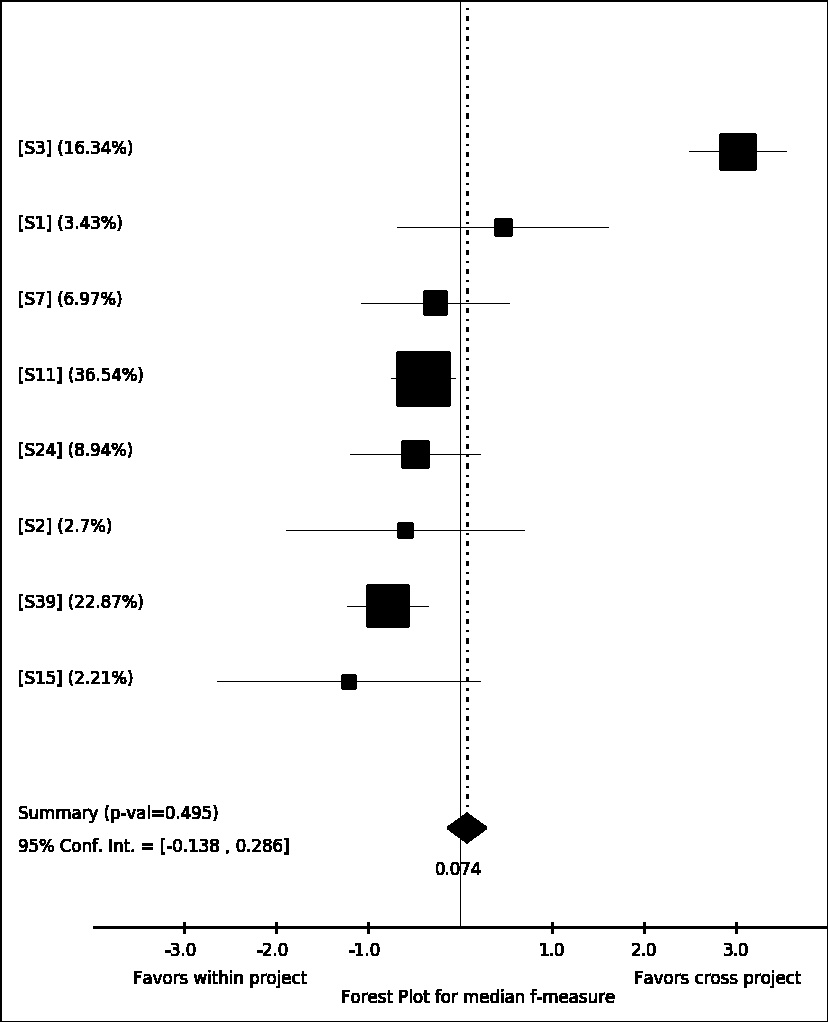 [S3] (16.34%)
[S1] (3.43%)
[S7] (6.97%)
[S11] (36.54%)
[S24] (8.94%)
[S2] (2.7%)
[S39] (22.87%)
[S15] (2.21%)
Summary (p-val=0.495)
95% Conf. Int. = [-0.138 , 0.286]
0.074
-3.0 -2.0 -1.0 1.0 2.0 3.0
Favors within project Favors cross project
Forest Plot for median f-measure